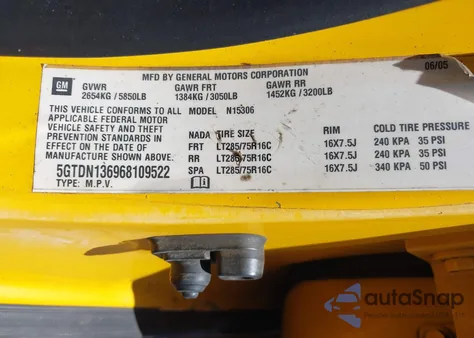 GM
MFD BY GENERAL MOTORS CORPORATION
06/05
GVWR GAWR FRT GAWR RR
2654KG / 5850LB 1384KG / 3050LB 1452KG / 3200LB
THIS VEHICLE CONFORMS TO ALL
APPLICABLE FEDERAL MOTOR
VEHICLE SAFETY AND THEFT
PREVENTION STANDARDS IN
EFFECT ON THE DATE OF
MANUFACTURE SHOWN ABOVE.
5GTDN136968109522
TYPE: M.P.V.
MODEL N15306
NADA TIRE SIZE RIM COLD TIRE PRESSURE
FRT LT285/75R16C 16X7.5J 240 KPA 35 PSI
RR LT285/75R16C 16X7.5J 240 KPA 35 PSI
SPA LT285/75R16C 16X7.5J 340 KPA 50 PSI
autoSnap